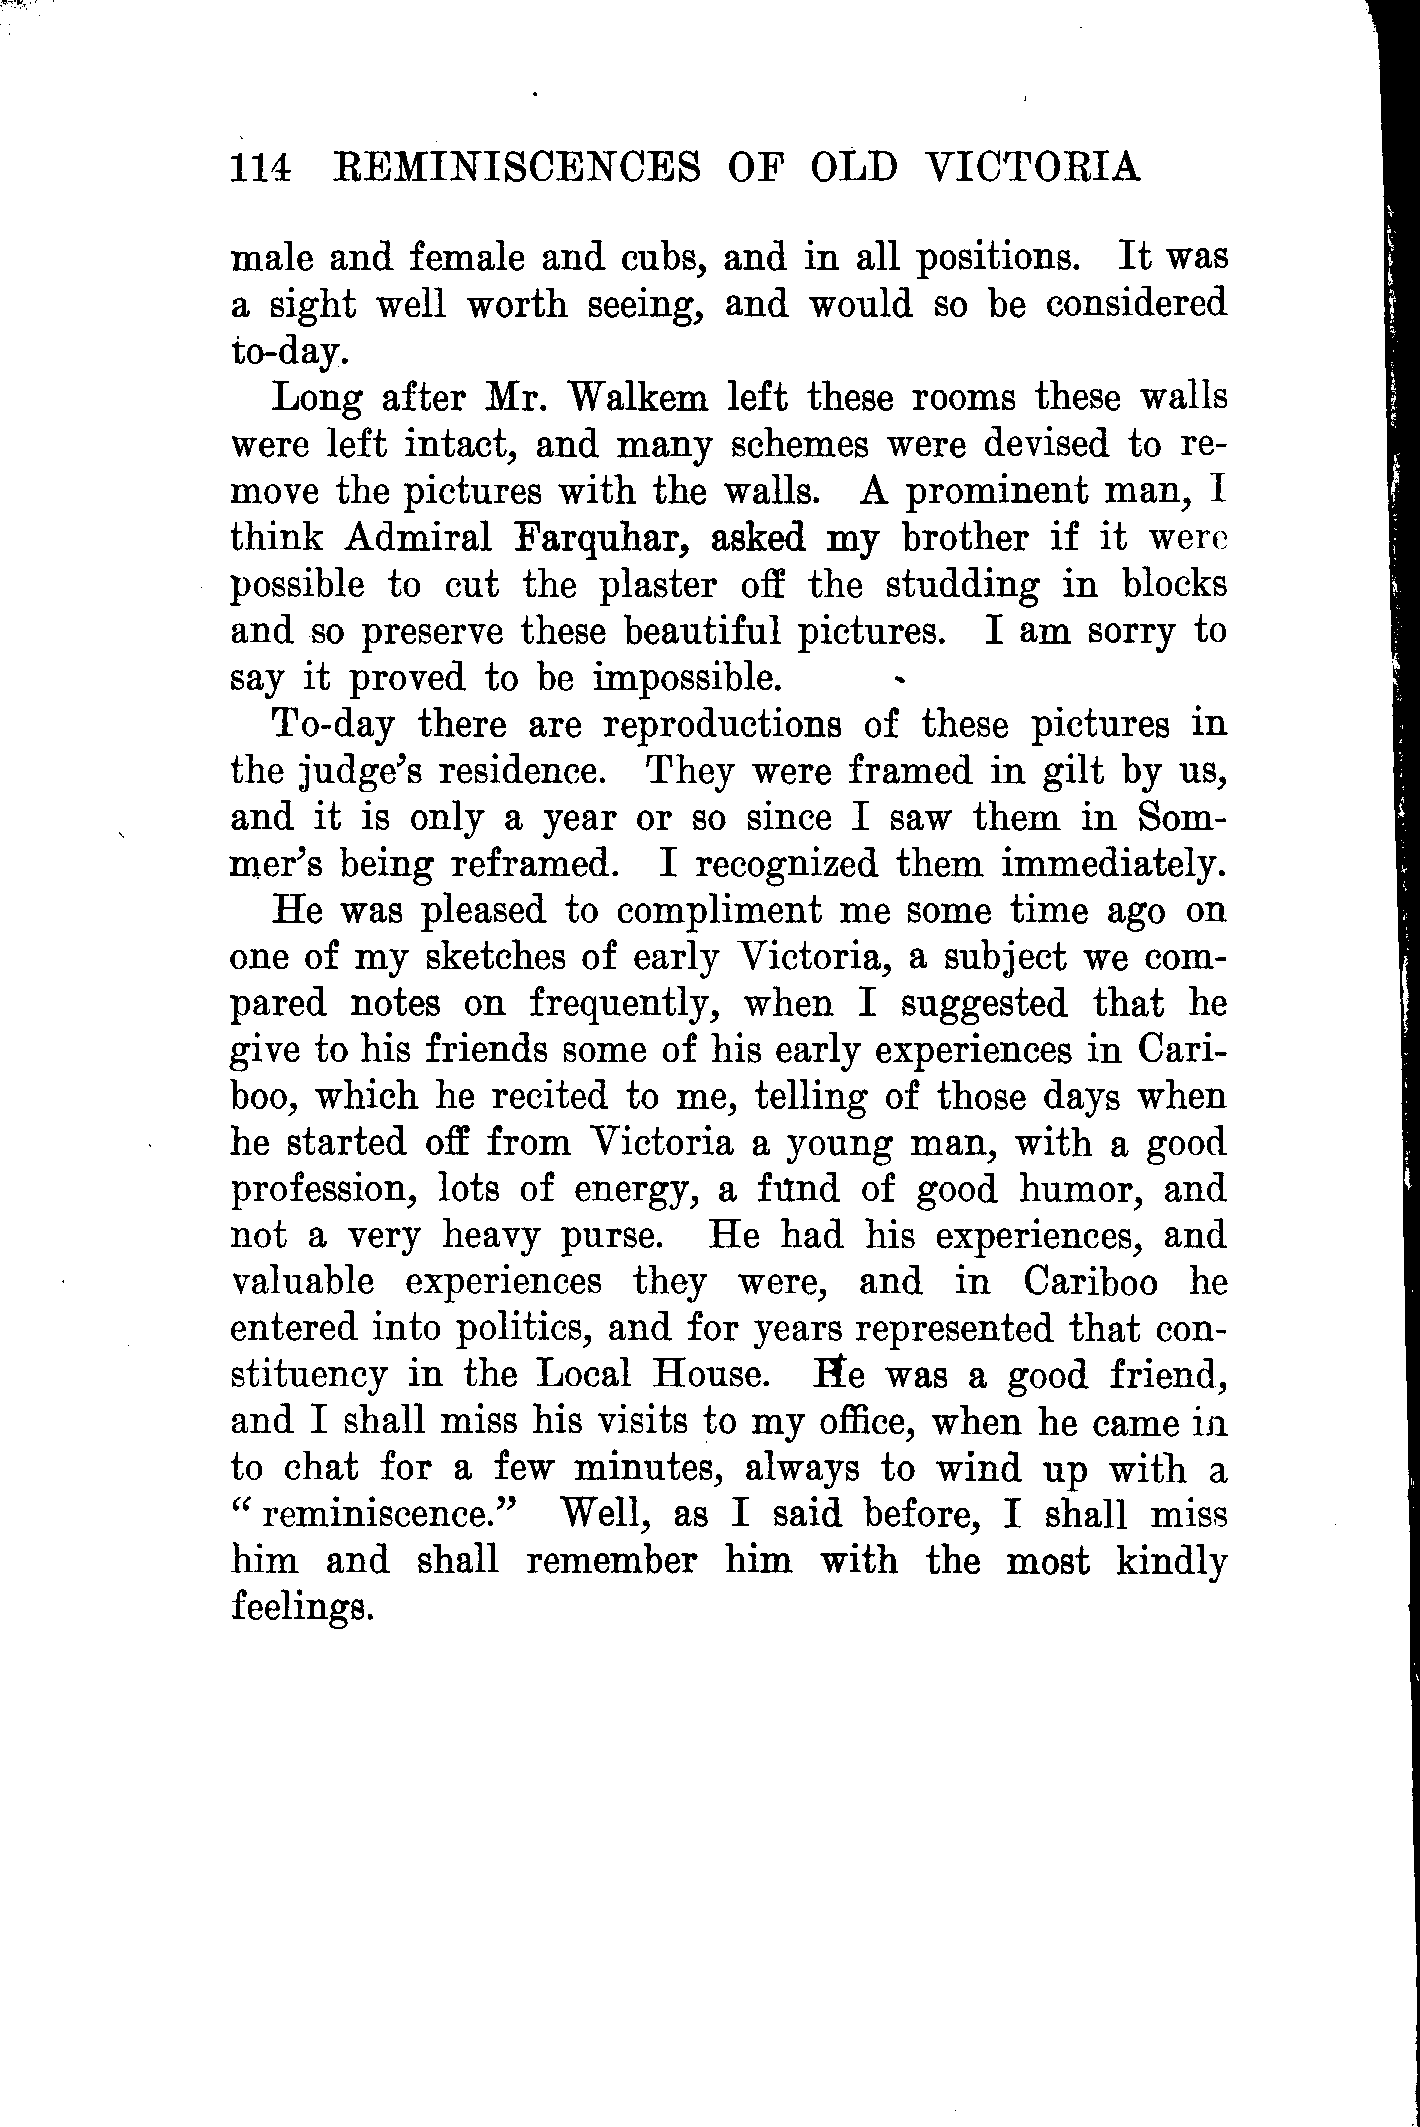 114 REMINISCENCES OF OLD VICTORIA
male and female and cubs, and in all positions. It was
a sight well worth seeing, and would so be considered
to-day.
Long after Mr. Walkem left these rooms these walls
were left intact, and many schemes were devised to re-
move the pictures with the walls. A prominent man, I
think Admiral Farquhar, asked my brother if it were
possible to cut the plaster off the studding in blocks
and so preserve these beautiful pictures. I am sorry to
say it proved to be impossible.
To-day there are reproductions of these pictures in
the judge's residence. They were framed in gilt by us,
and it is only a year or so since I saw them in Som-
mer's being reframed. I recognized them immediately.
He was pleased to compliment me some time ago on
one of my sketches of early Victoria, a subject we com-
pared notes on frequently, when I suggested that he
give to his friends some of his early experiences in Cari-
boo, which he recited to me, telling of those days when
he started off from Victoria a young man, with a good
profession, lots of energy, a fund of good humor, and
not a very heavy purse. He had his experiences, and
valuable experiences they were, and in Cariboo he
entered into politics, and for years represented that con-
stituency in the Local House. He was a good friend,
and I shall miss his visits to my office, when he came in
to chat for a few minutes, always to wind up with a
"reminiscence." Well, as I said before, I shall miss
him and shall remember him with the most kindly
feelings.